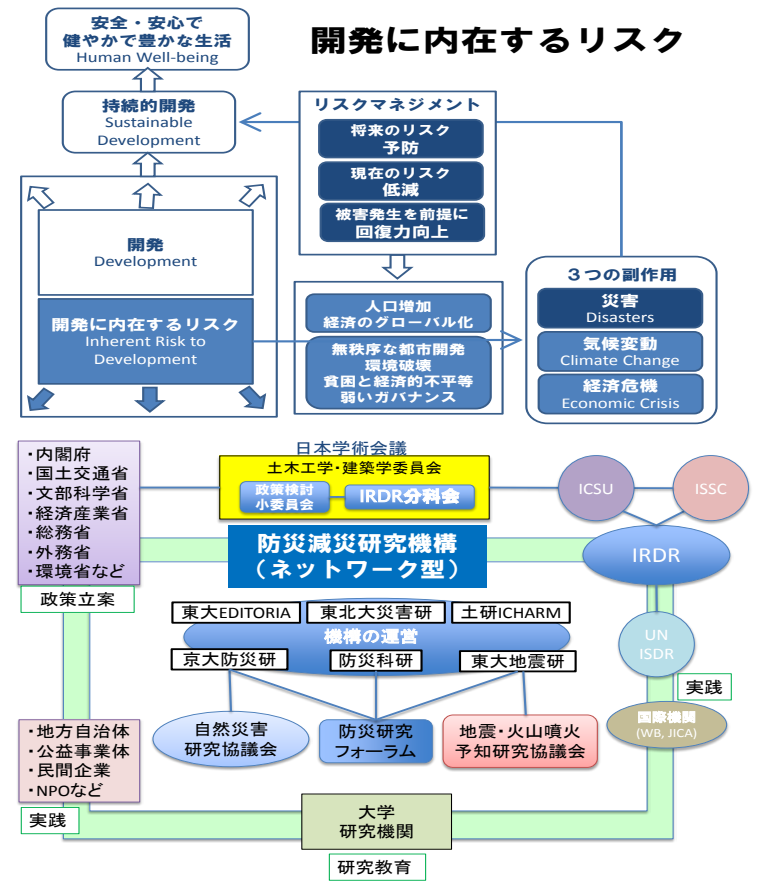 開発に内在するリスク
安全・安心で
健やかで豊かな生活
Human Well-being
持続的開発
Sustainable
Development
リスクマネジメント
将来のリスク
予防
現在のリスク
低減
被害発生を前提に
回復力向上
開発
Development
開発に内在するリスク
Inherent Risk to
Development
人口増加
経済のグローバル化
無秩序な都市開発
環境破壊
貧困と経済的不平等
弱いガバナンス
３つの副作用
災害
Disasters
気候変動
Climate Change
経済危機
Economic Crisis
・内閣府
・国土交通省
・文部科学省
・経済産業省
・総務省
・外務省
・環境省など
政策立案
日本学術会議
土木工学・建築学委員会
政策検討
小委員会
IRDR分科会
ICSU
ISSC
IRDR
防災減災研究機構
（ネットワーク型）
東大EDITORIA
東北大災害研
土研ICHARM
機構の運営
京大防災研
防災科研
東大地震研
UN
ISDR
実践
国際機関
(WB, JICA)
自然災害
研究協議会
防災研究
フォーラム
地震・火山噴火
予知研究協議会
・地方自治体
・公益事業体
・民間企業
・NPOなど
実践
大学
研究機関
研究教育